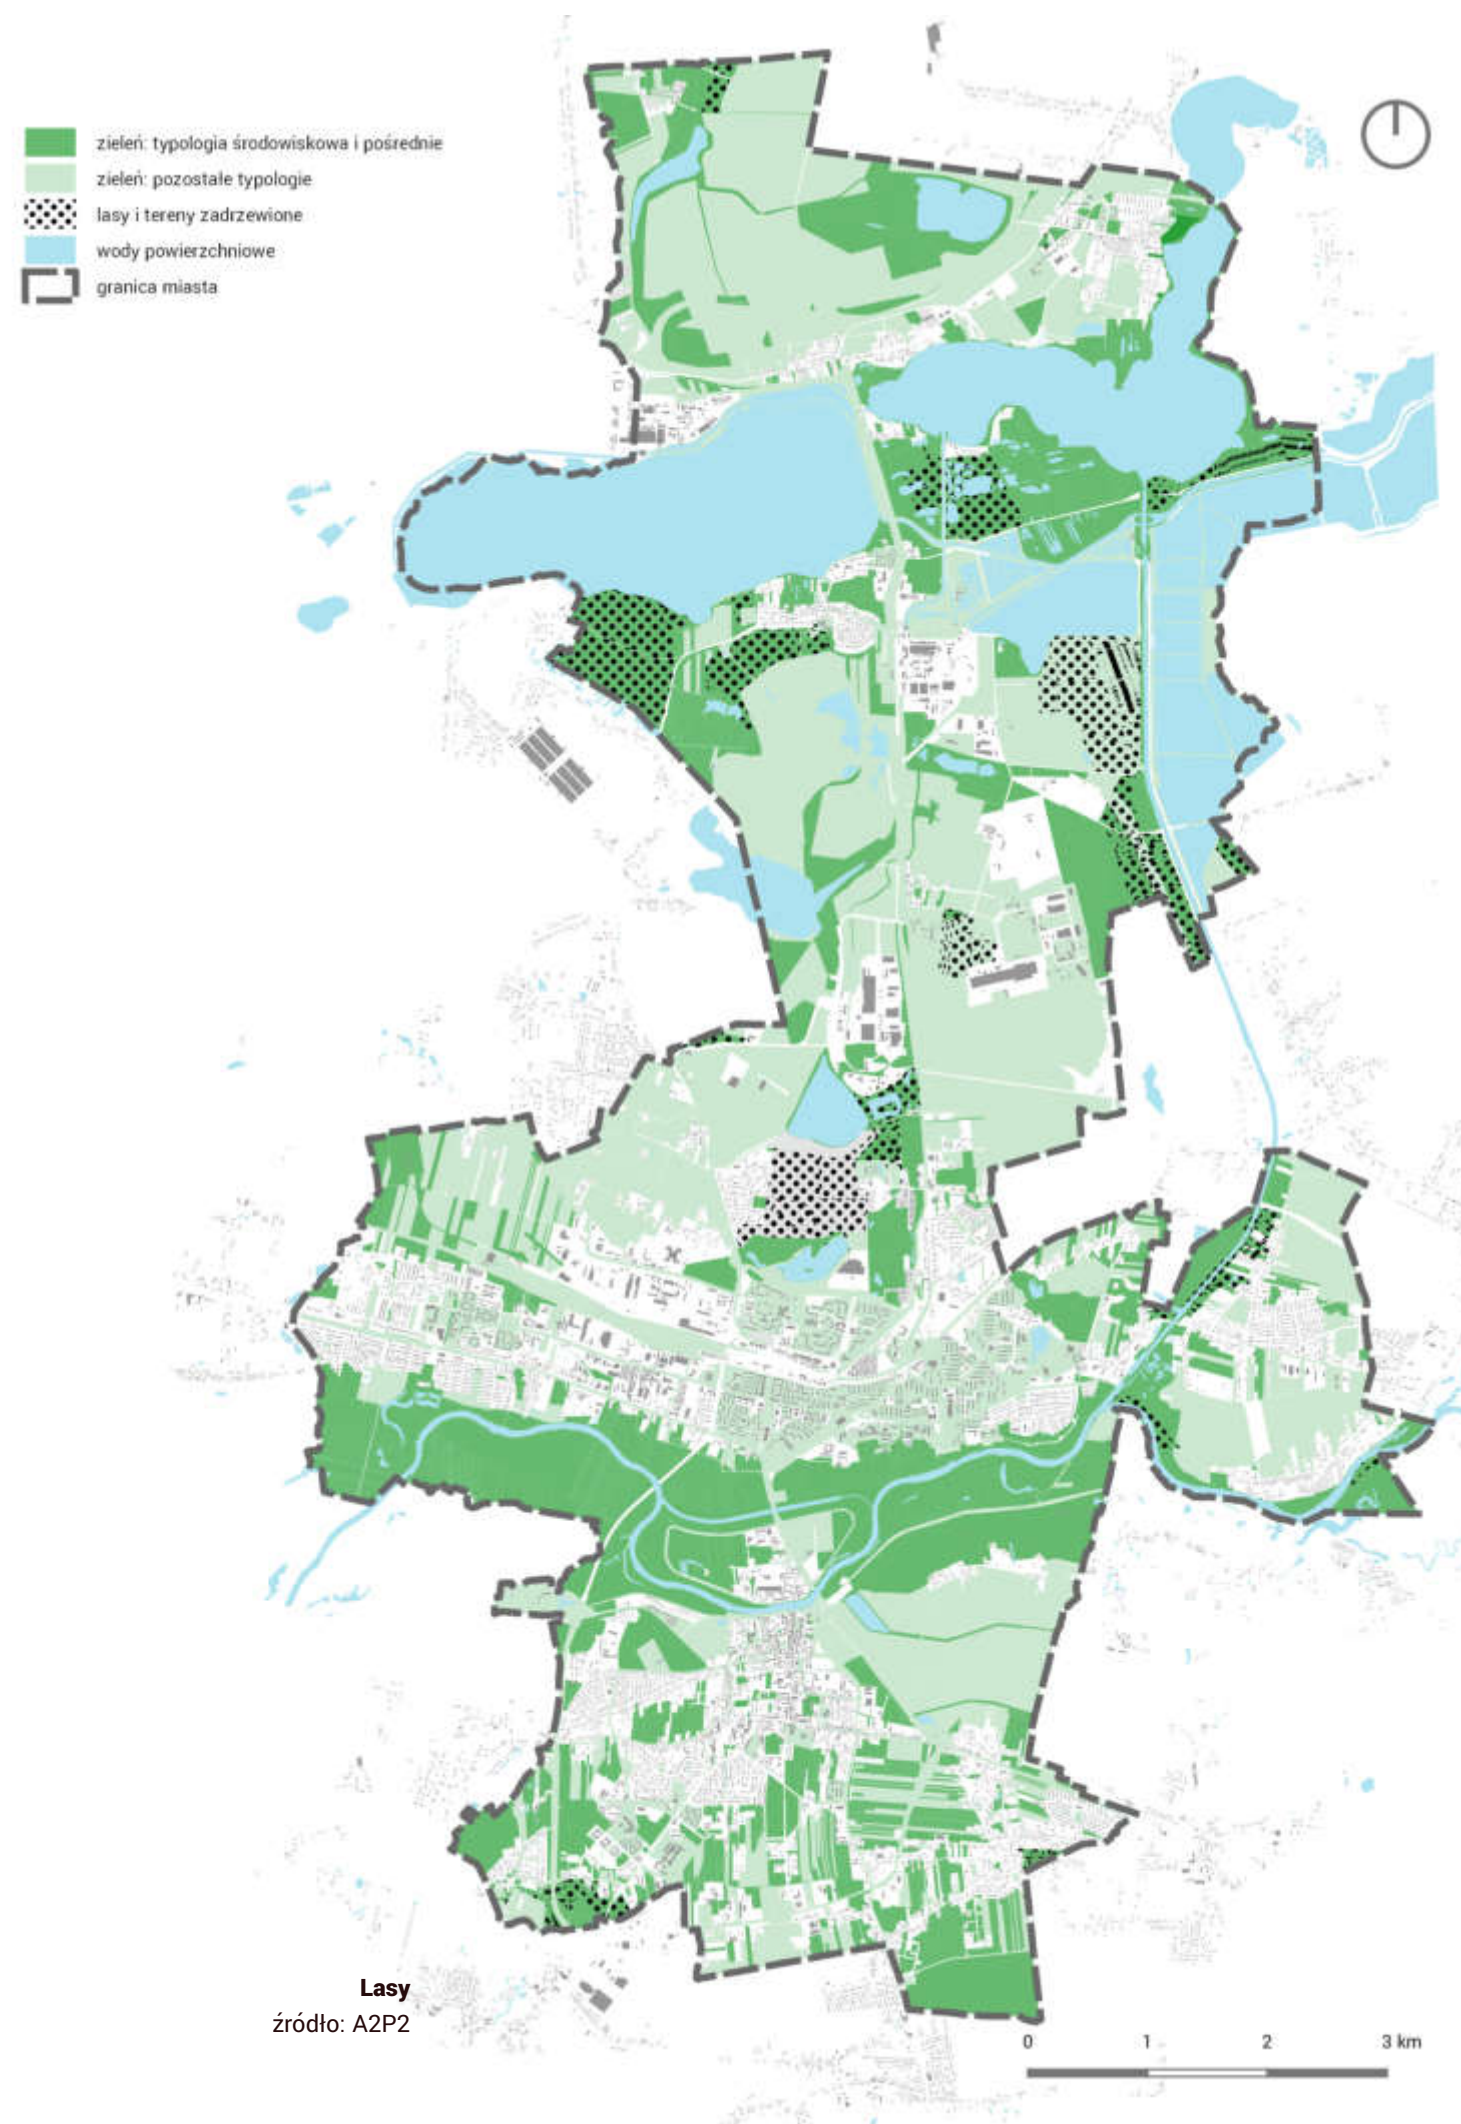 zieleń: typologia środowiskowa i pośrednie
zieleń: pozostałe typologie
lasy i tereny zadrzewione
wody powierzchniowe
granica miasta
Lasy
źródło: A2P2
0 1 2 3 km